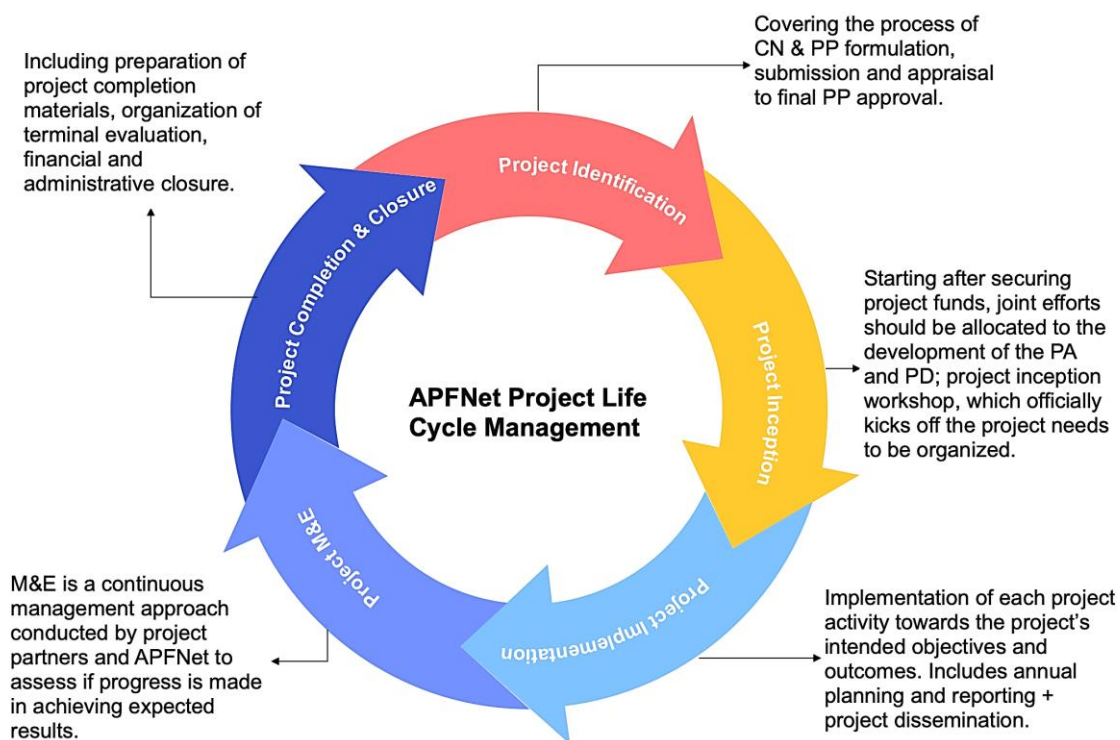 Covering the process of
CN & PP formulation,
submission and appraisal
to final PP approval.
Including preparation of
project completion
materials, organization of
terminal evaluation,
financial and
administrative closure.
Project Identification
Project Completion & Closure
Starting after securing
project funds, joint efforts
should be allocated to the
development of the PA
and PD; project inception
workshop, which officially
kicks off the project needs
to be organized.
Project Inception
APFNet Project Life
Cycle Management
Project M&E
Project Implementation
M&E is a continuous
management approach
conducted by project
partners and APFNet to
assess if progress is made
in achieving expected
results.
Implementation of each project
activity towards the project’s
intended objectives and
outcomes. Includes annual
planning and reporting +
project dissemination.